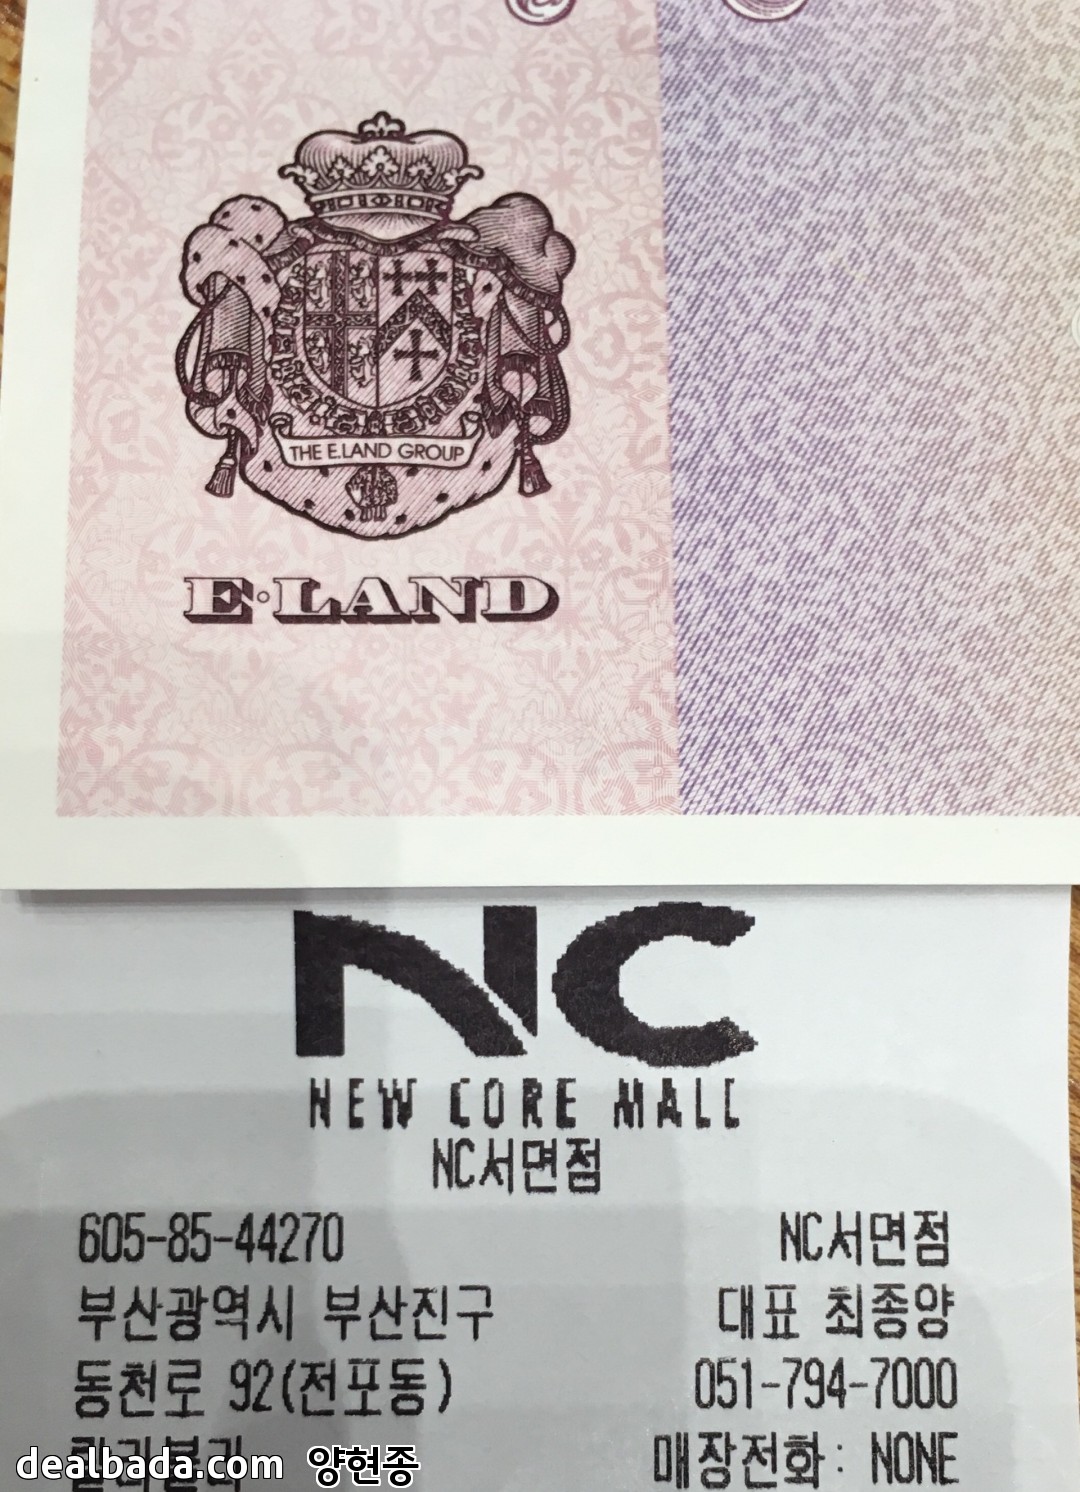 THE E.LAND GROUP
E·LAND
NC
NEW CORE MALL
NC서면점
605-85-44270 NC서면점
부산광역시 부산진구 대표 최종양
동천로 92(전포동) 051-794-7000
매장전화: NONE
dealbada.com 양현종